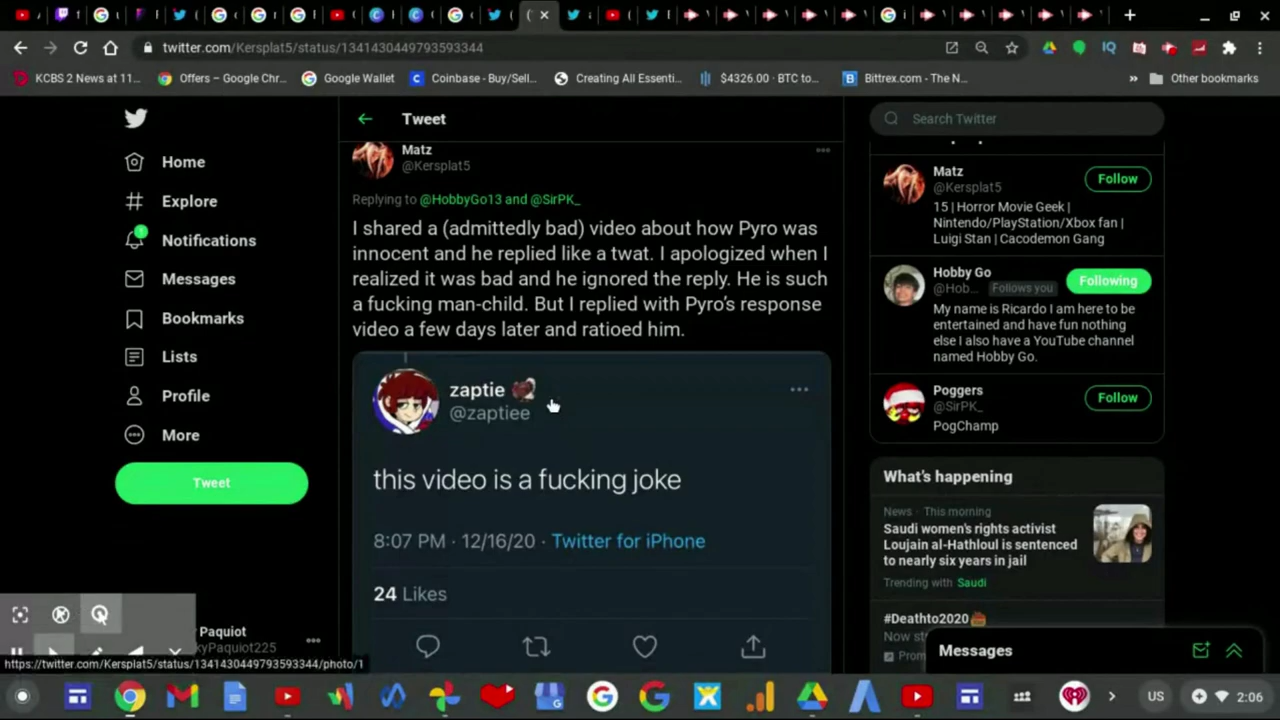 twitter.com/Kersplat5/status/1341430449793593344
KCBS 2 News at 11...
Offers – Google Chr...
Google Wallet
Coinbase - Buy/Sell...
Creating All Essenti...
$4326.00 · BTC to...
Bittrex.com - The N...
»
Other bookmarks
Home
Explore
Notifications
Messages
Bookmarks
Lists
Profile
More
Tweet
Paquiot
kyPaquiot225
https://twitter.com/Kersplat5/status/1341430449793593344/photo/1
Tweet
Matz
@Kersplat5
Replying to @HobbyGo13 and @SirPK_
I shared a (admittedly bad) video about how Pyro was
innocent and he replied like a twat. I apologized when I
realized it was bad and he ignored the reply. He is such
a fucking man-child. But I replied with Pyro’s response
video a few days later and ratioed him.
zaptie
@zaptiee
this video is a fucking joke
8:07 PM · 12/16/20 · Twitter for iPhone
24 Likes
Search Twitter
Matz
@Kersplat5
Follow
15 | Horror Movie Geek |
Nintendo/PlayStation/Xbox fan |
Luigi Stan | Cacodemon Gang
Hobby Go
@Hob... Follows you
Following
My name is Ricardo I am here to be
entertained and have fun nothing
else I also have a YouTube channel
named Hobby Go.
Poggers
@SirPK_
Follow
PogChamp
What’s happening
News · This morning
Saudi women's rights activist
Loujain al-Hathloul is sentenced
to nearly six years in jail
Trending with Saudi
#Deathto2020
Now st
Prom
Messages
US
2:06